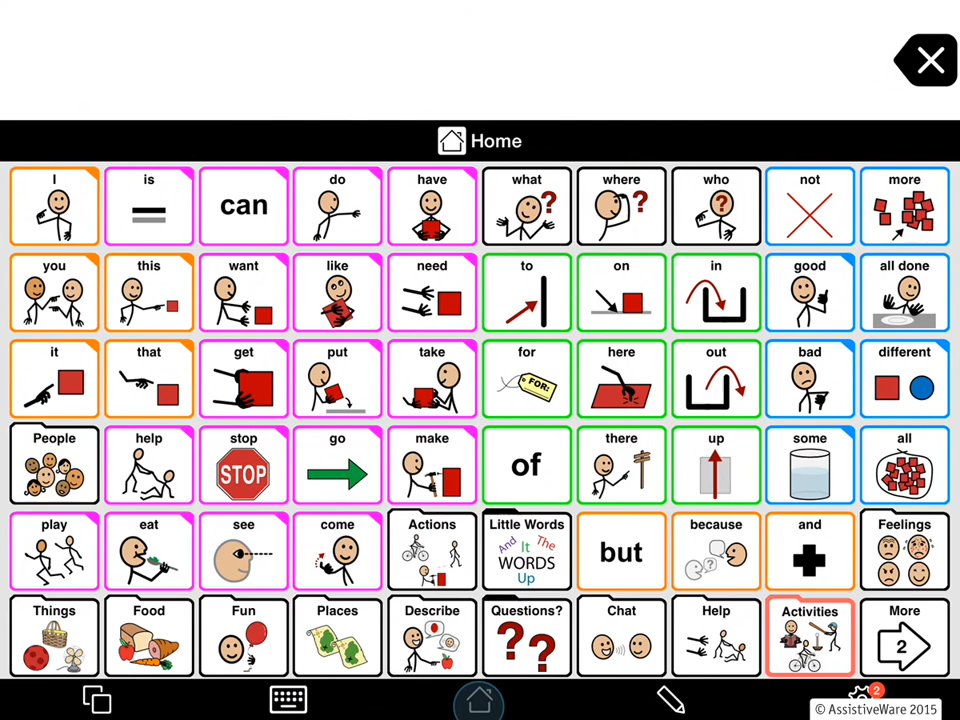 Home
I is can do have what where who not more
you this want like need to on in good all done
it that get put take for here out bad different
FOR:
People help stop go make of there up some all
STOP
play eat see come Actions Little Words but because and Feelings
And It The
WORDS
Up
Things Food Fun Places Describe Questions? Chat Help Activities More
2
2
© AssistiveWare 2015